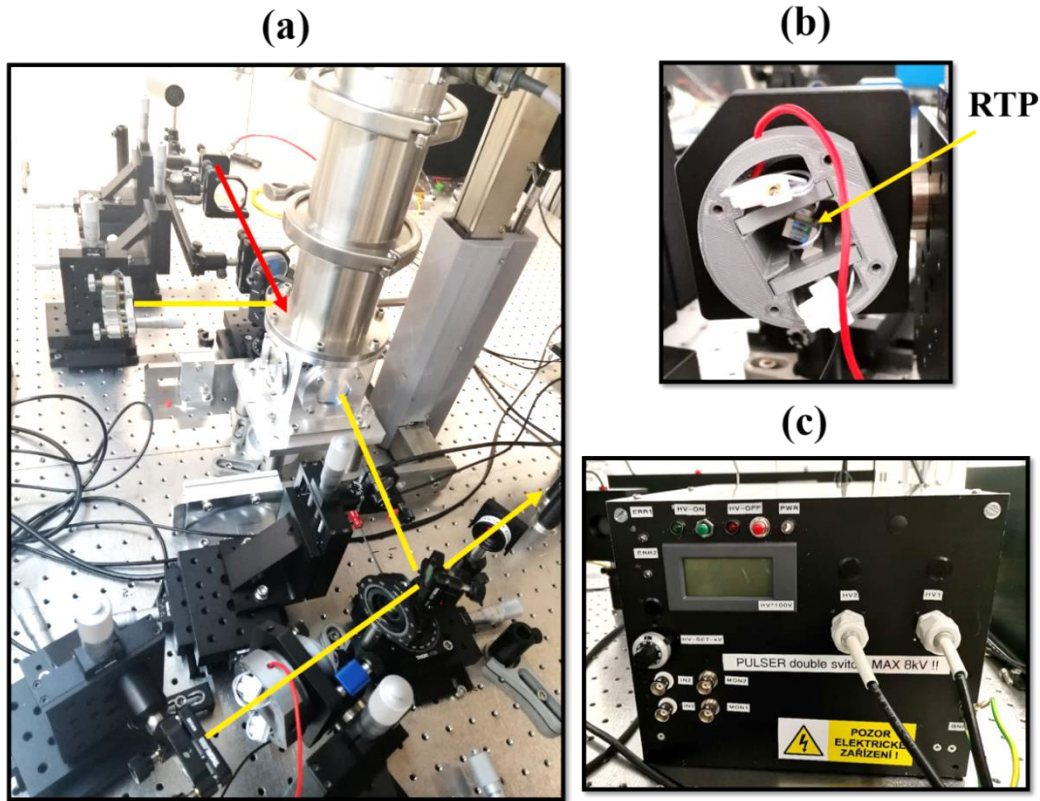 (a)
(b)
RTP
(c)
ERR1
HV-ON
HV-OFF
PWR
ERR2
HV*100V
HV-SET-kV
HV2
HV1
PULSER double svitch MAX 8kV !!
IN2
MON2
IN1
MON1
POZOR
ELEKTRICKÉ
ZAŘÍZENÍ !